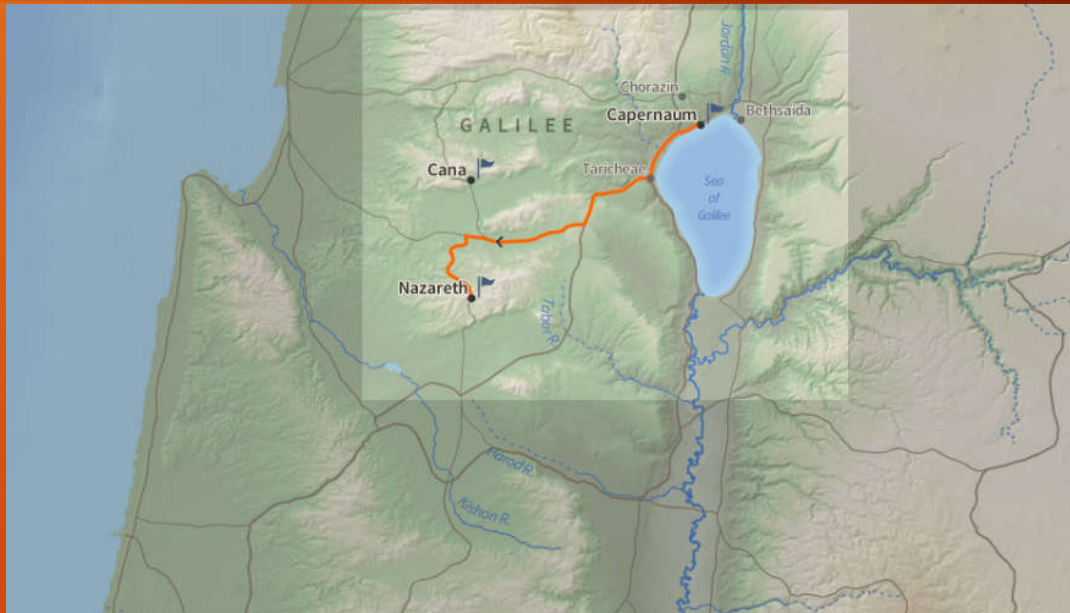 Jordan R.
Chorazin
Bethsaida
Capernaum
GALILEE
Cana
Taricheae
Sea
of
Galilee
Nazareth
Tabor R.
Harod R.
Kishon R.